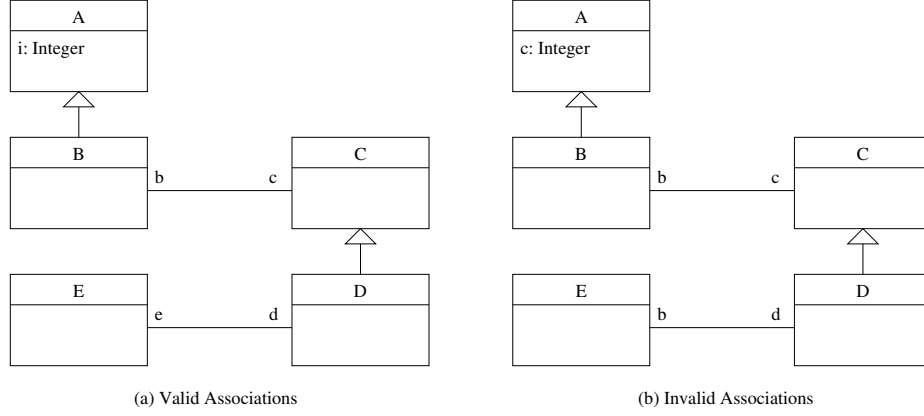 A
i: Integer
B
C
b
c
E
D
e
d
(a) Valid Associations
A
c: Integer
B
C
b
c
E
D
b
d
(b) Invalid Associations